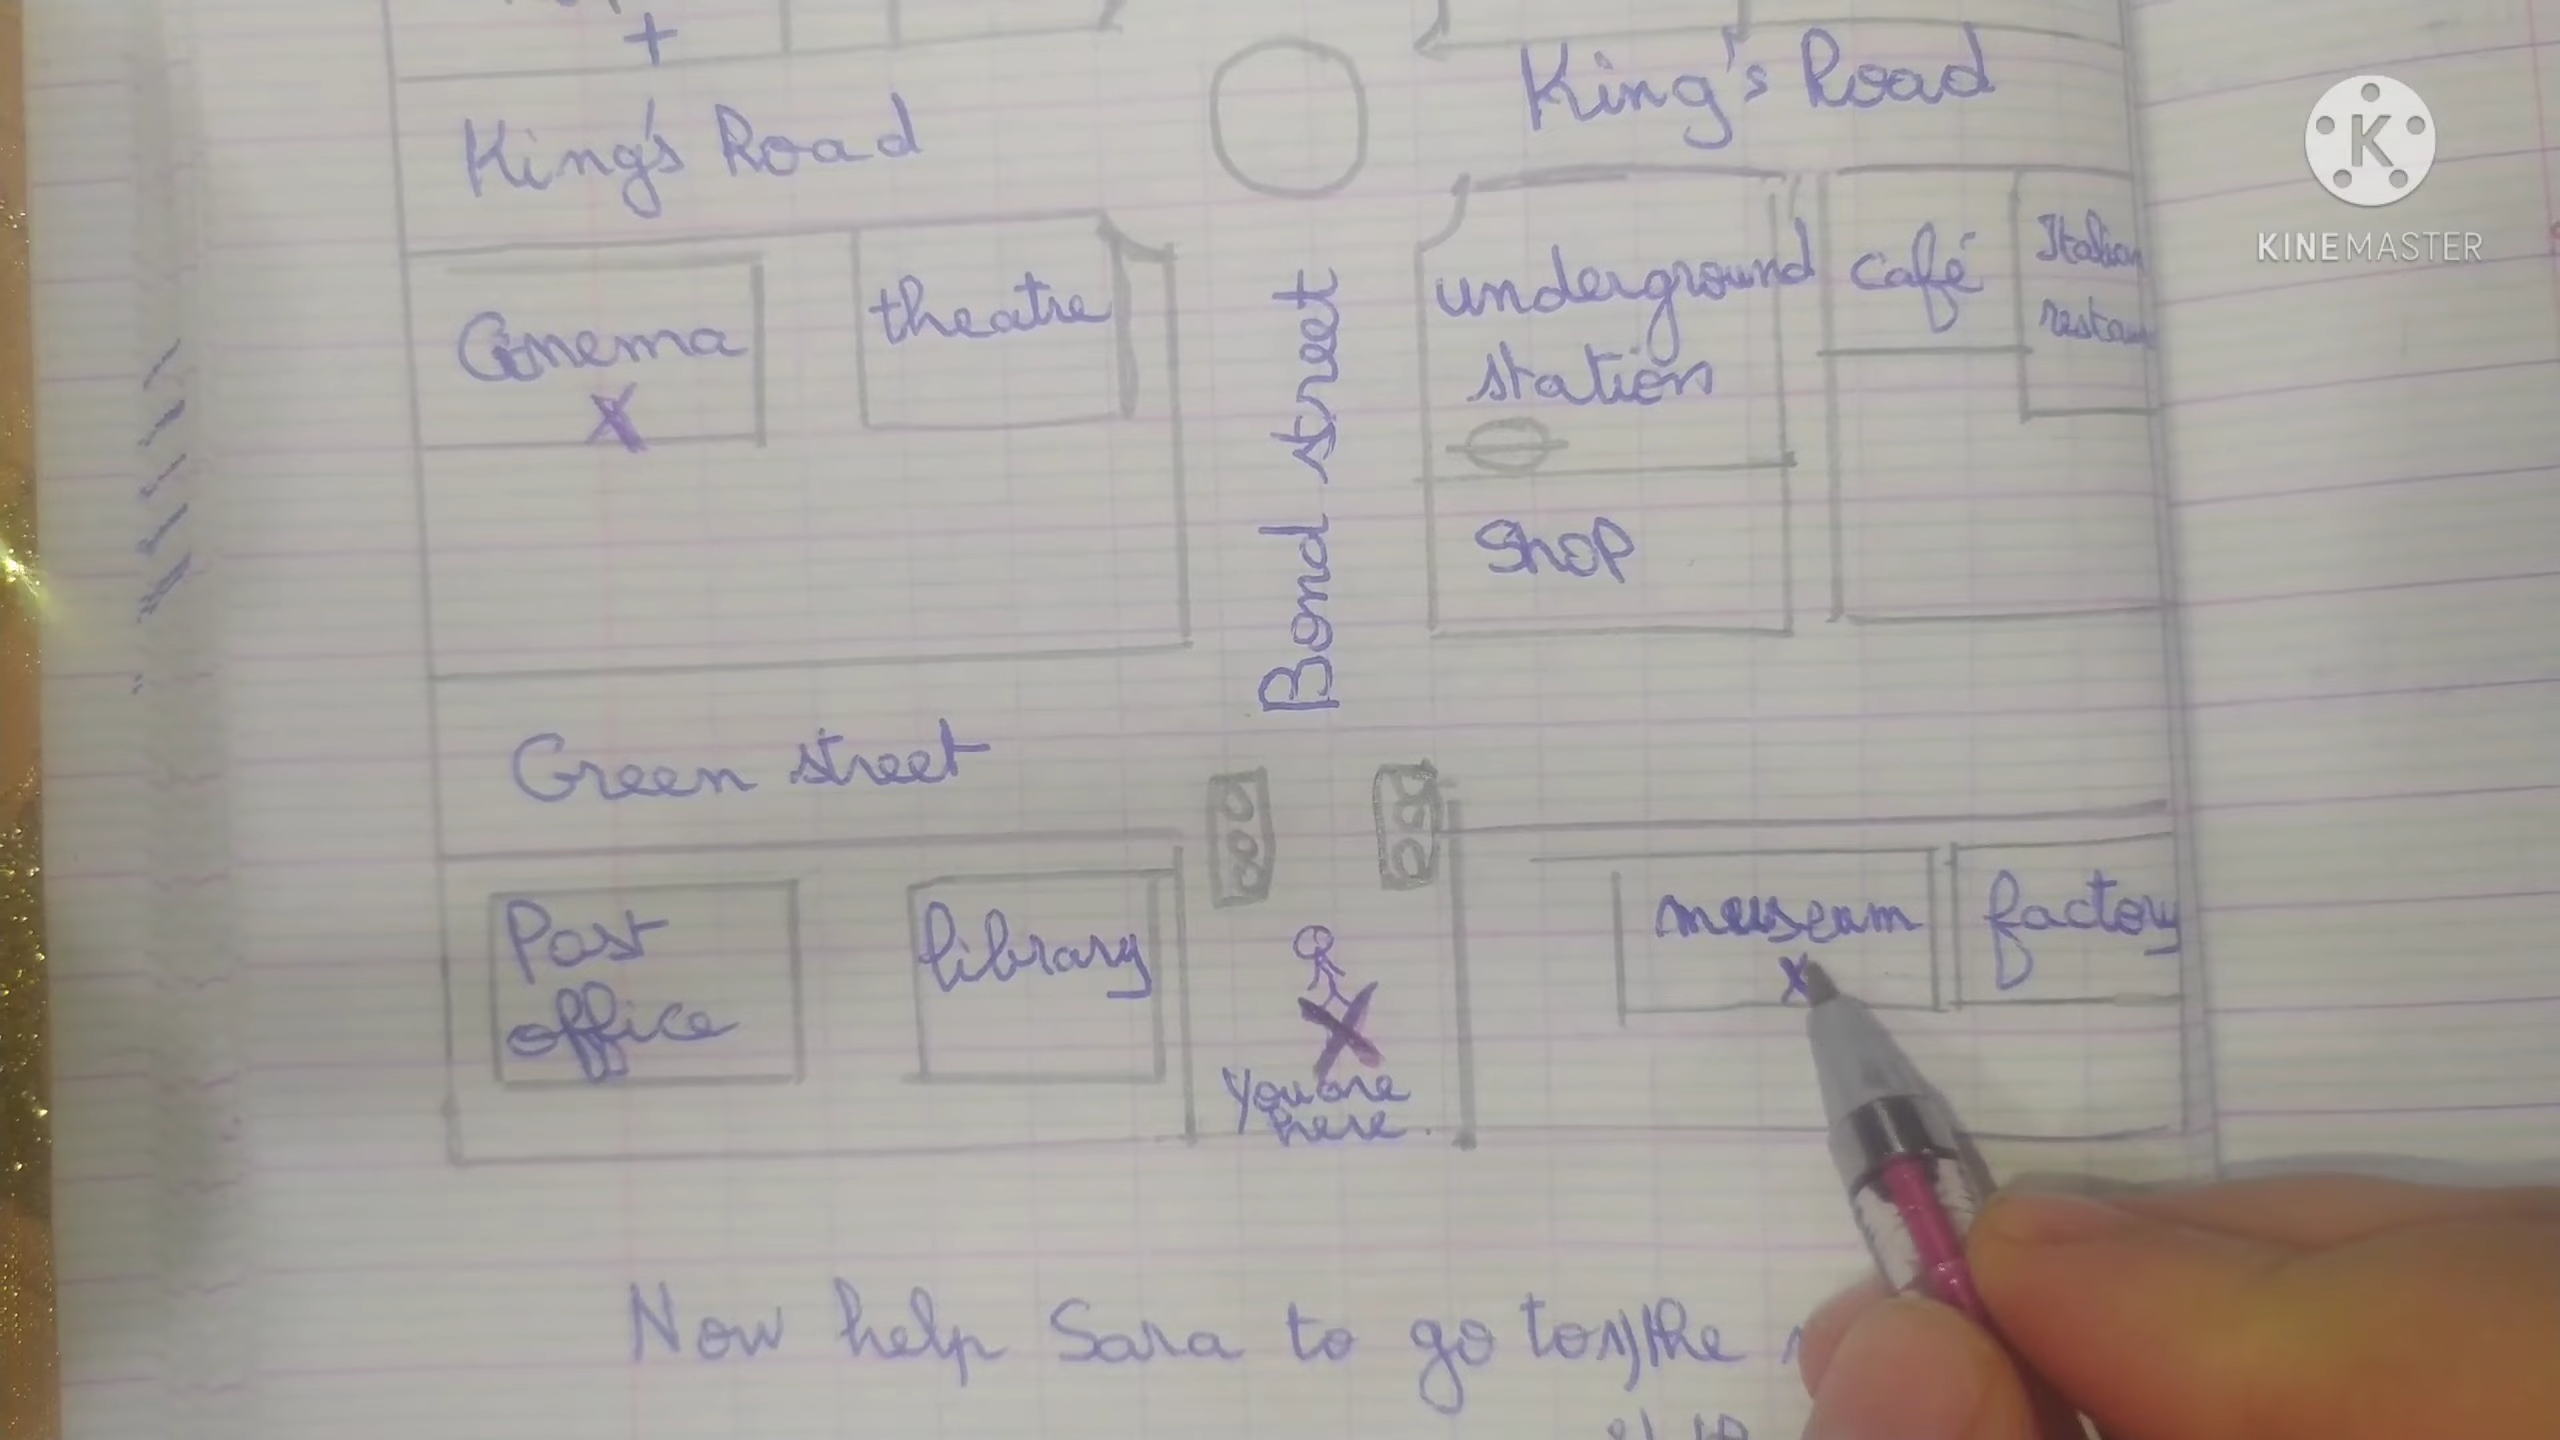 King's Road
King's Road
Cinema
theatre
Bond street
underground
station
café
Italian
shop
Green street
Post
office
library
You are
here.
museum
factory
Now help Sara to go to 1) the
K
KINEMASTER